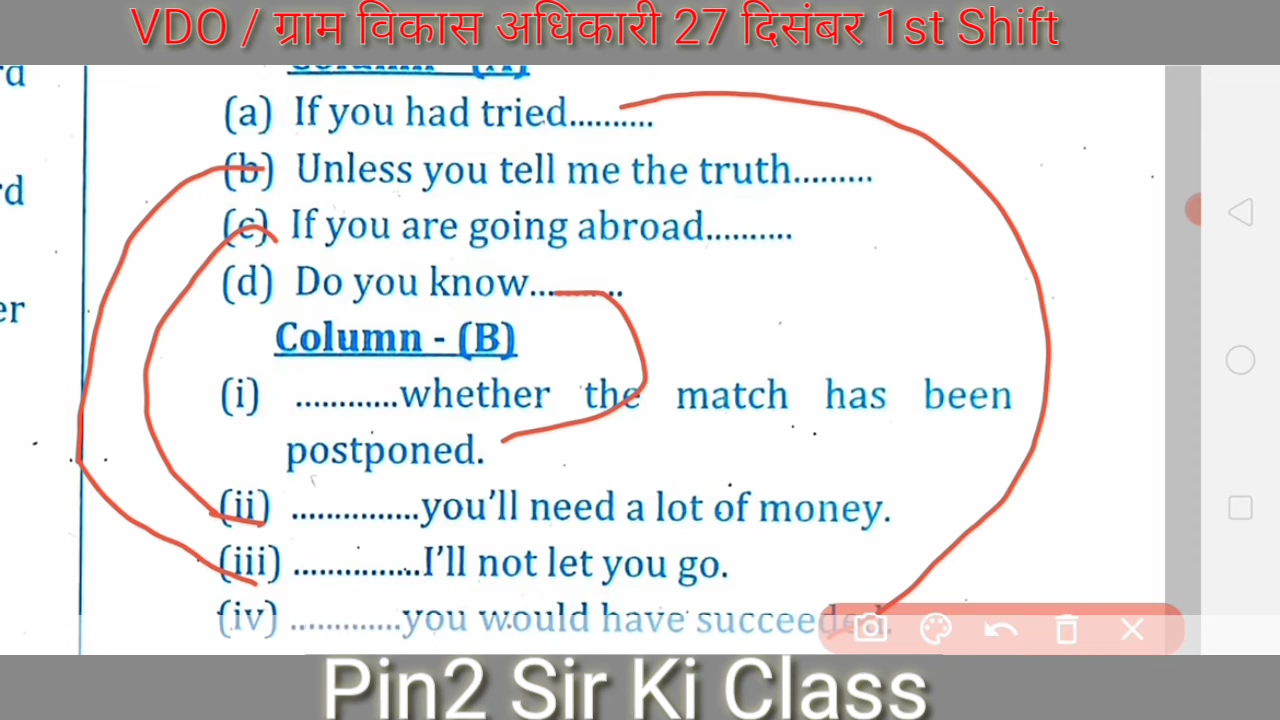 VDO / ग्राम विकास अधिकारी 27 दिसंबर 1st Shift
Column - (A)
(a) If you had tried..........
(b) Unless you tell me the truth.........
(c) If you are going abroad..........
(d) Do you know..........
Column - (B)
(i) ............whether the match has been
postponed.
(ii) ...............you'll need a lot of money.
(iii) ...............I'll not let you go.
(iv) .............you would have succeeded.
Pin2 Sir Ki Class